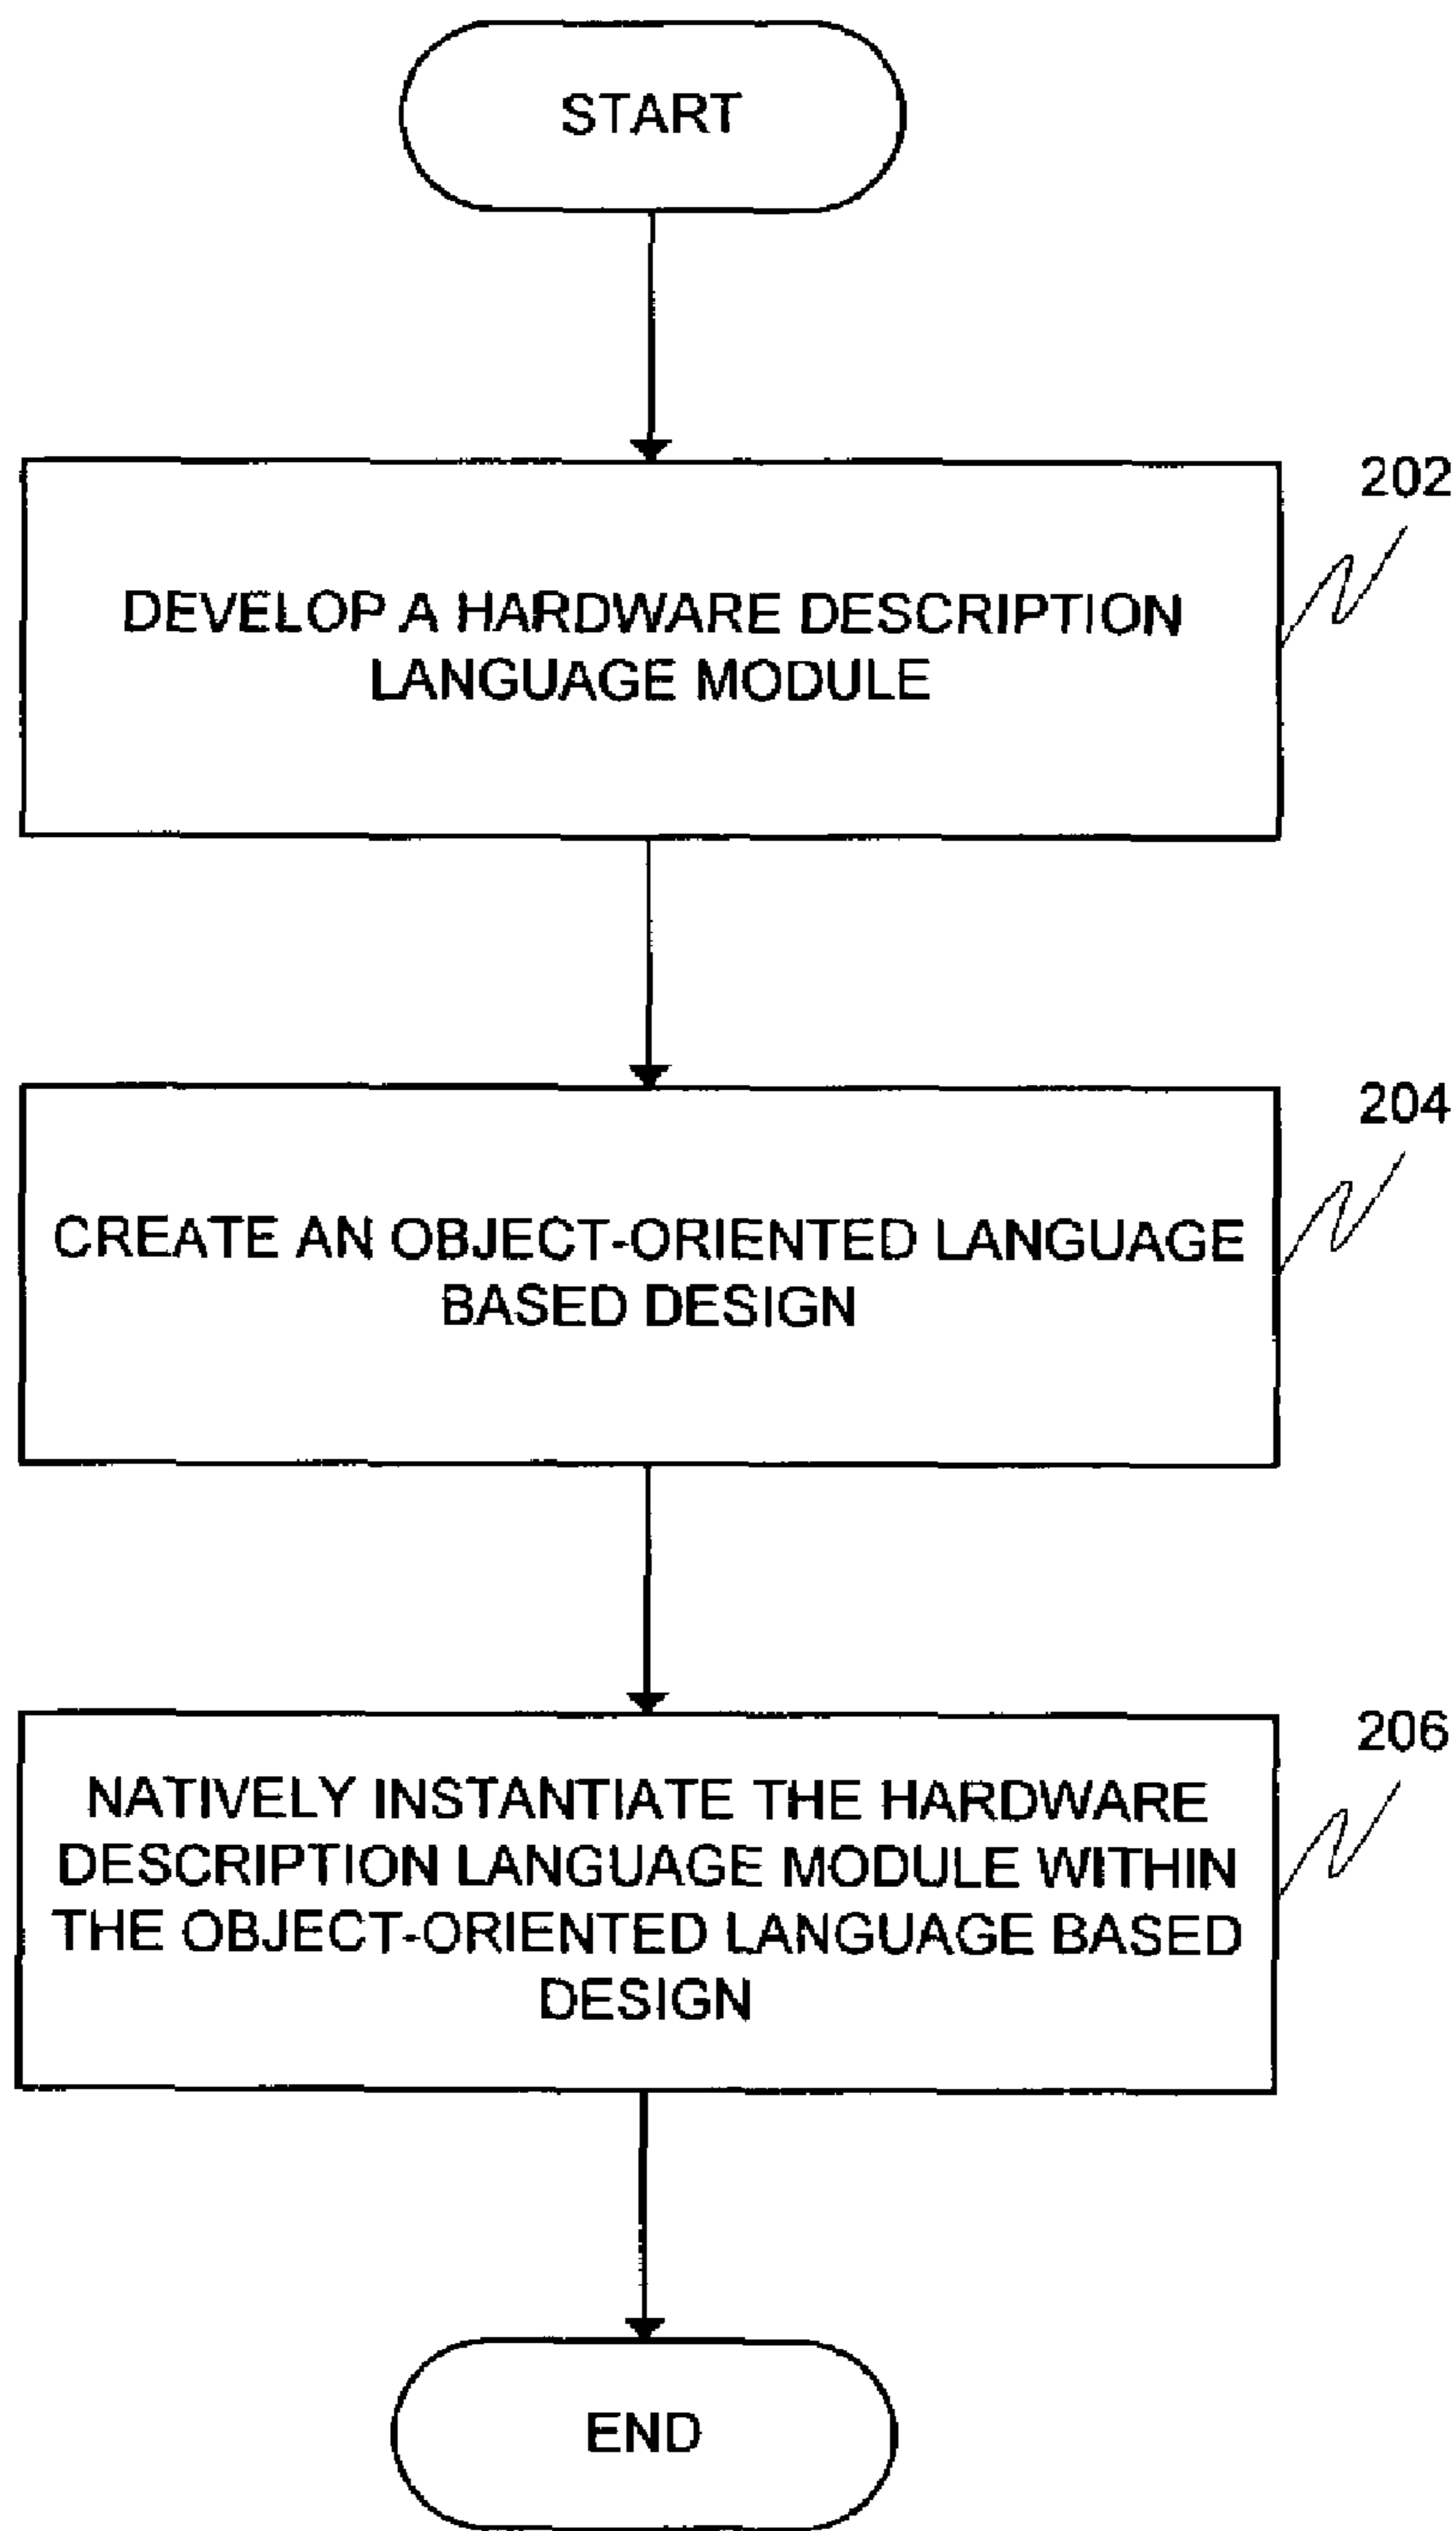 START
202
DEVELOP A HARDWARE DESCRIPTION
LANGUAGE MODULE
204
CREATE AN OBJECT-ORIENTED LANGUAGE
BASED DESIGN
206
NATIVELY INSTANTIATE THE HARDWARE
DESCRIPTION LANGUAGE MODULE WITHIN
THE OBJECT-ORIENTED LANGUAGE BASED
DESIGN
END